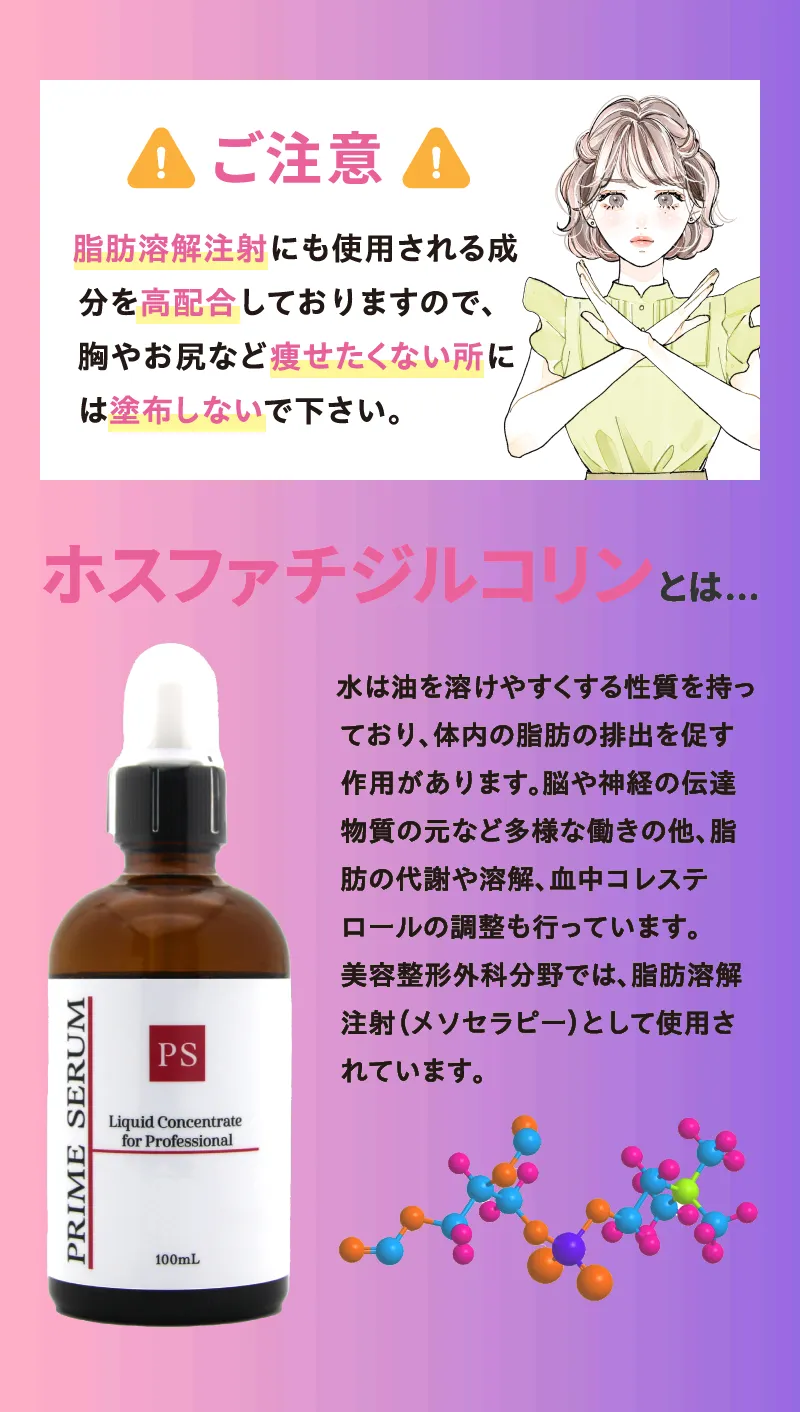 ご注意
脂肪溶解注射にも使用される成
分を高配合しておりますので、
胸やお尻など痩せたくない所に
は塗布しないで下さい。
ホスファチジルコリンとは...
水は油を溶けやすくする性質を持っ
ており、体内の脂肪の排出を促す
作用があります。脳や神経の伝達
物質の元など多様な働きの他、脂
肪の代謝や溶解、血中コレステ
ロールの調整も行っています。
美容整形外科分野では、脂肪溶解
注射(メソセラピー)として使用さ
れています。
PRIME SERUM
PS
Liquid Concentrate
for Professional
100mL